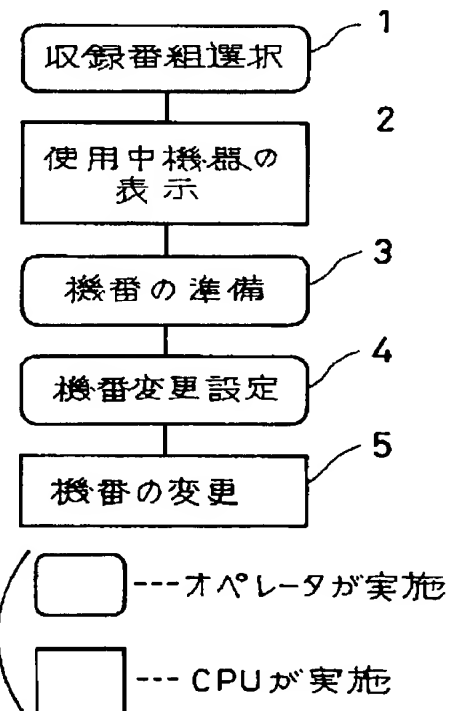 1
収録番組選択
2
使用中機器の
表示
3
機番の準備
4
機番変更設定
5
機番の変更
---オペレータが実施
---CPUが実施